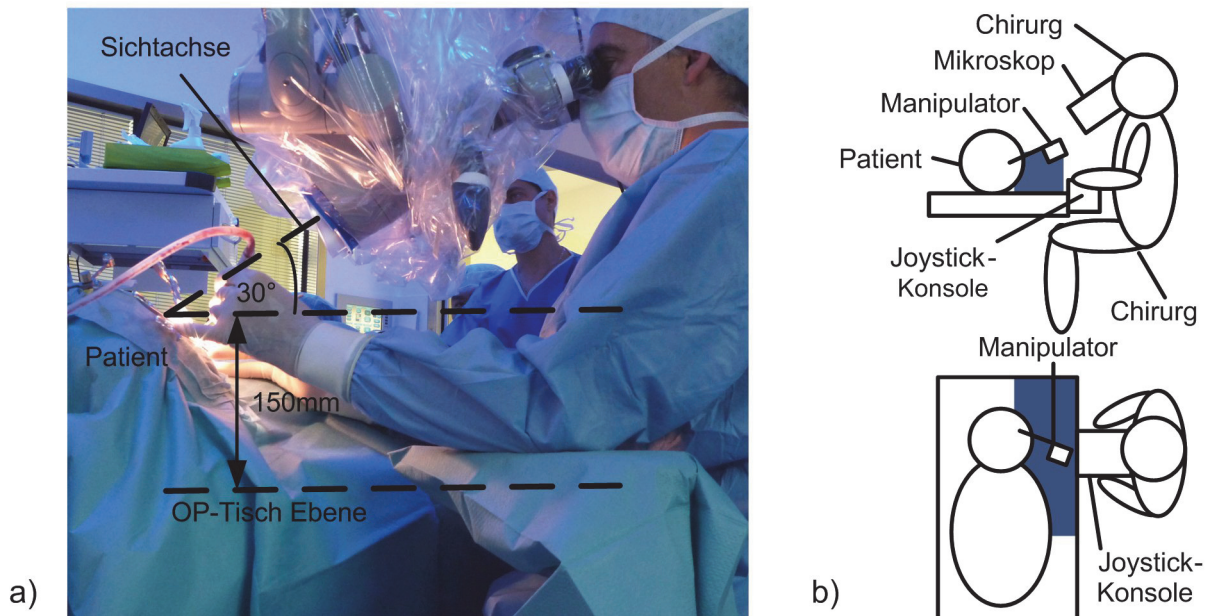 Sichtachse
30°
Patient
150mm
OP-Tisch Ebene
a)
Chirurg
Mikroskop
Manipulator
Patient
Joystick-
Konsole
Chirurg
Manipulator
Joystick-
Konsole
b)